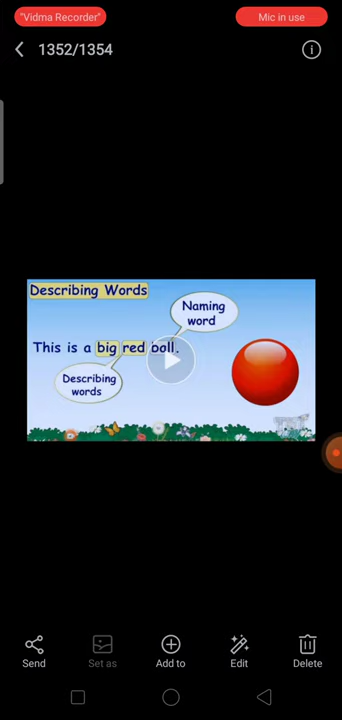 "Vidma Recorder"
Mic in use
1352/1354
Describing Words
Naming
word
This is a big red ball.
Describing
words
Send
Set as
Add to
Edit
Delete